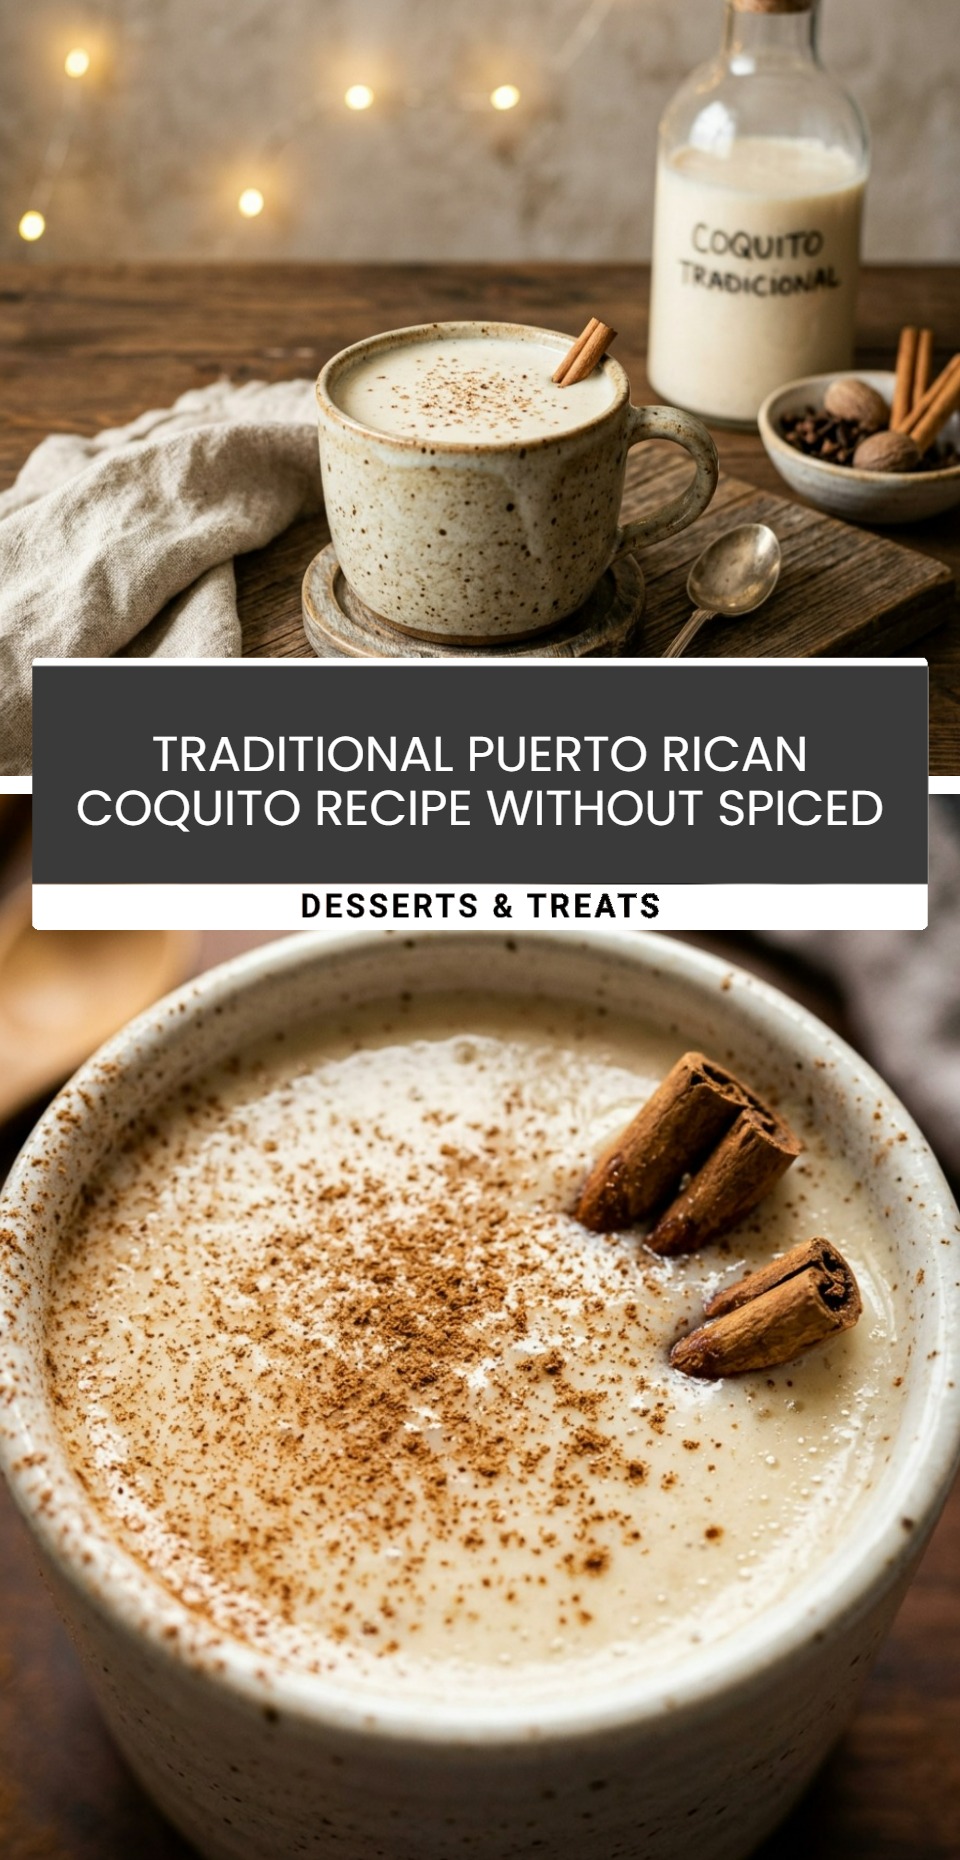 COQUITO
TRADICIONAL
TRADITIONAL PUERTO RICAN
COQUITO RECIPE WITHOUT SPICED
DESSERTS & TREATS